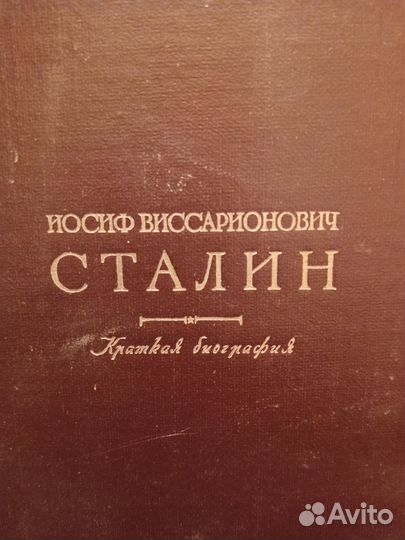 ИОСИФ ВИССАРИОНОВИЧ
СТАЛИН
Краткая биография
Avito